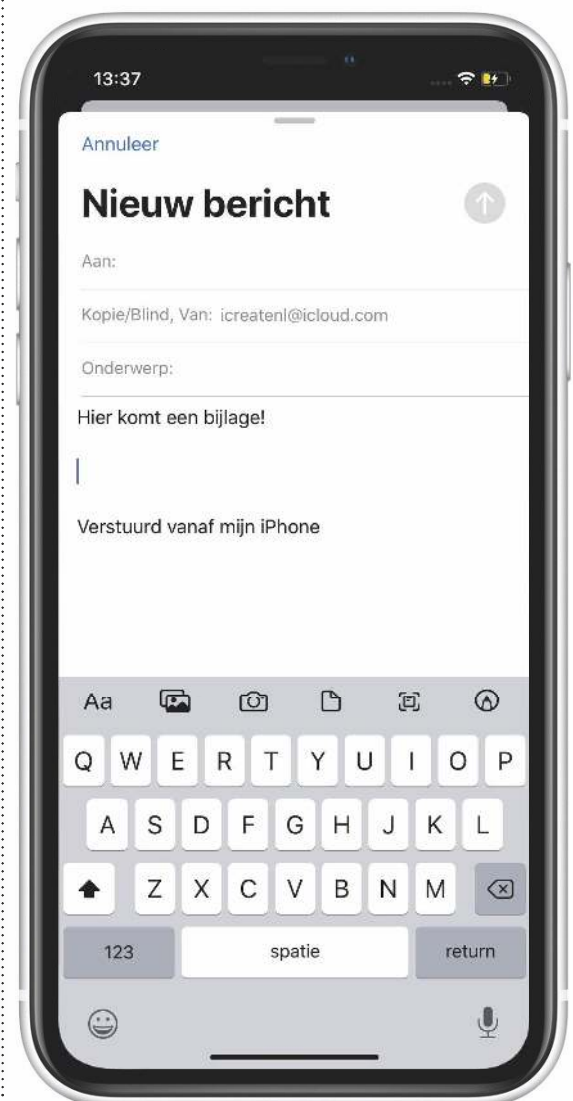 13:37
Annuleer
Nieuw bericht
Aan:
Kopie/Blind, Van: icreatenl@icloud.com
Onderwerp:
Hier komt een bijlage!
Verstuurd vanaf mijn iPhone
Aa
Q W E R T Y U I O P
A S D F G H J K L
Z X C V B N M
123 spatie return